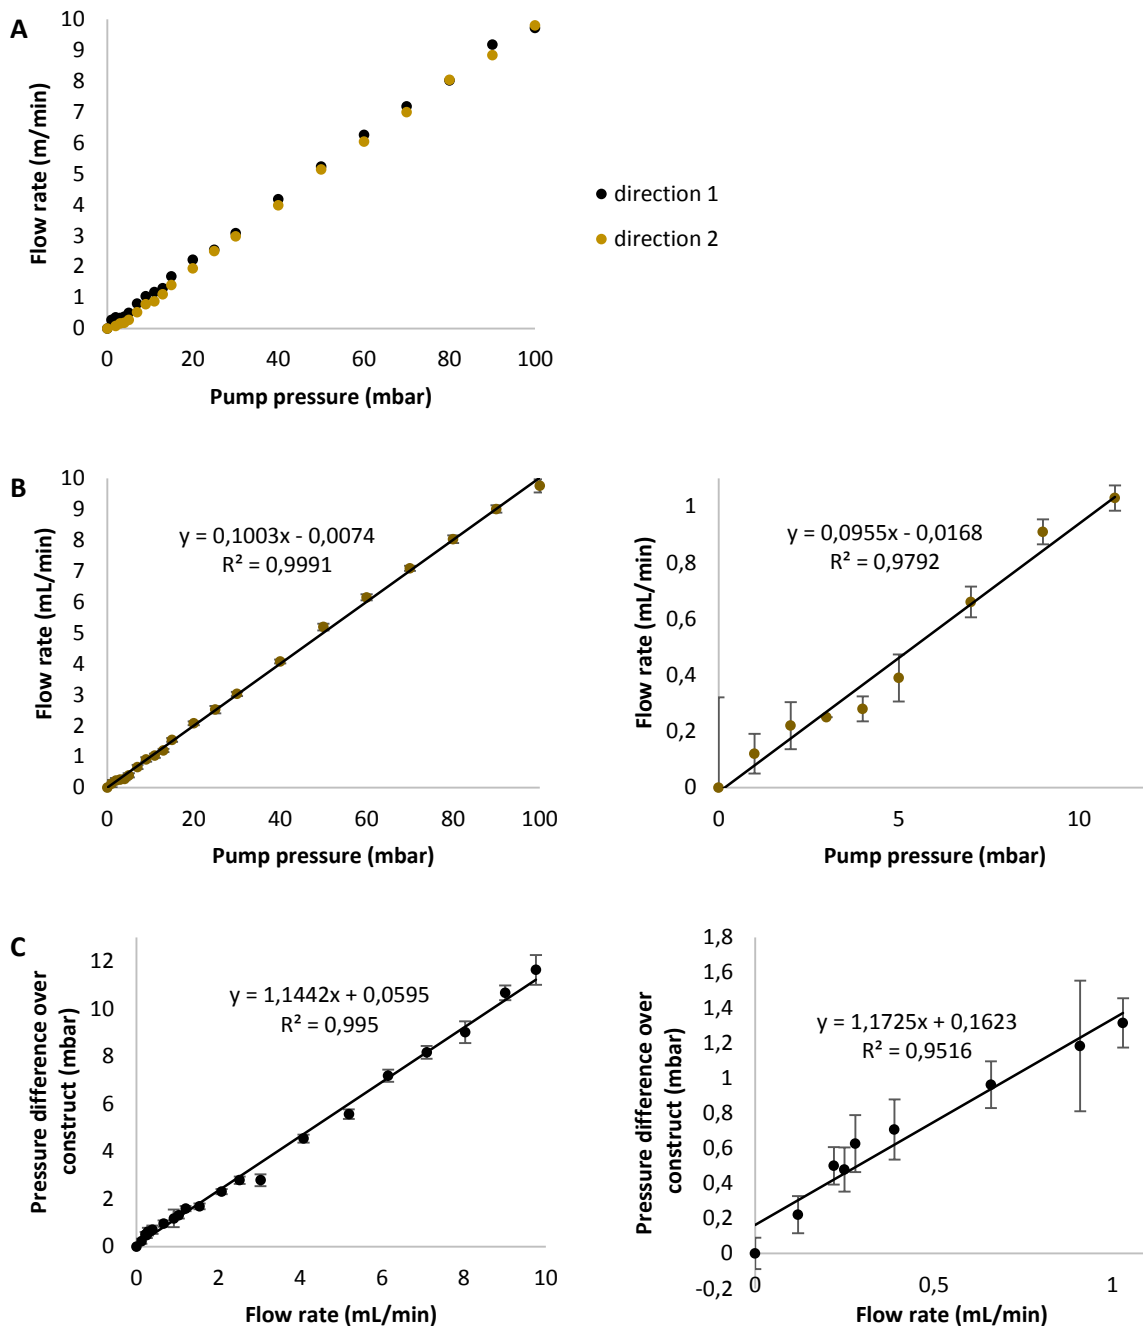 A
10
9
8
7
6
5
4
3
2
1
0
Flow rate (m/min)
0 20 40 60 80 100
Pump pressure (mbar)
direction 1
direction 2
B
10
9
8
7
6
5
4
3
2
1
0
Flow rate (mL/min)
y = 0,1003x - 0,0074
R² = 0,9991
0 20 40 60 80 100
Pump pressure (mbar)
1
0,8
0,6
0,4
0,2
0
Flow rate (mL/min)
y = 0,0955x - 0,0168
R² = 0,9792
0 5 10
Pump pressure (mbar)
C
12
10
8
6
4
2
0
Pressure difference over
construct (mbar)
y = 1,1442x + 0,0595
R² = 0,995
0 2 4 6 8 10
Flow rate (mL/min)
1,8
1,6
1,4
1,2
1
0,8
0,6
0,4
0,2
0
-0,2
Pressure difference over
construct (mbar)
y = 1,1725x + 0,1623
R² = 0,9516
0 0,5 1
Flow rate (mL/min)